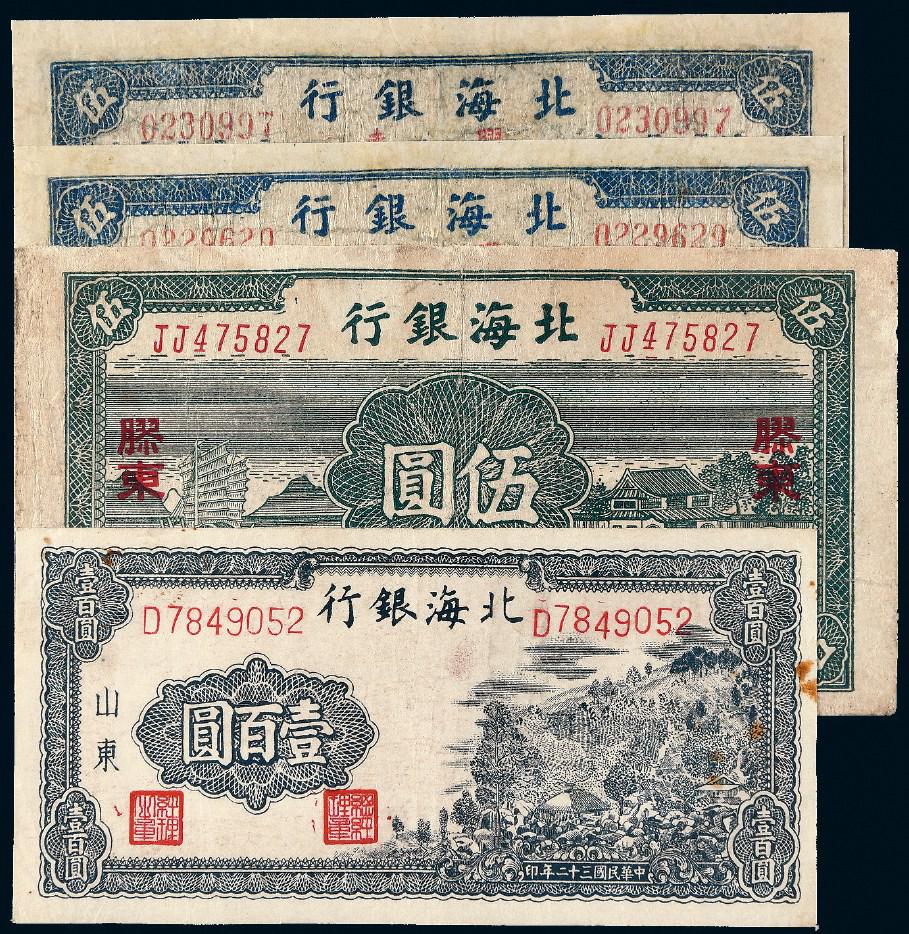 伍 北海銀行 伍
0230997 0230997
伍 北海銀行 伍
0229629 0229629
伍 伍
JJ475827 北海銀行 JJ475827
膠東 膠東
伍圓
壹百圓 壹百圓
D7849052 北海銀行 D7849052
山東
壹百圓
壹百圓 壹百圓
中華民國三十二年印